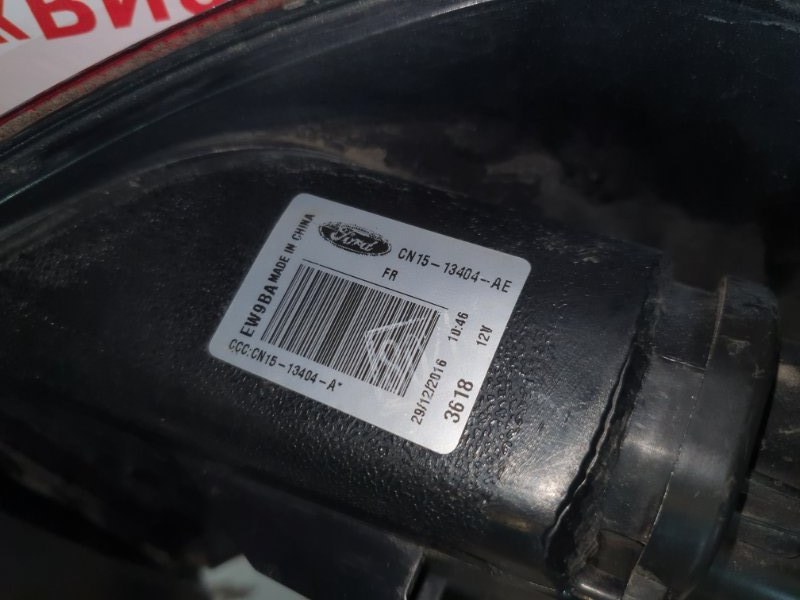 КРИС
Ford
CN15-13404-AE
FR
EW9BA MADE IN CHINA
CCC:CN15-13404-A*
29/12/2016 10:46
3618 12V